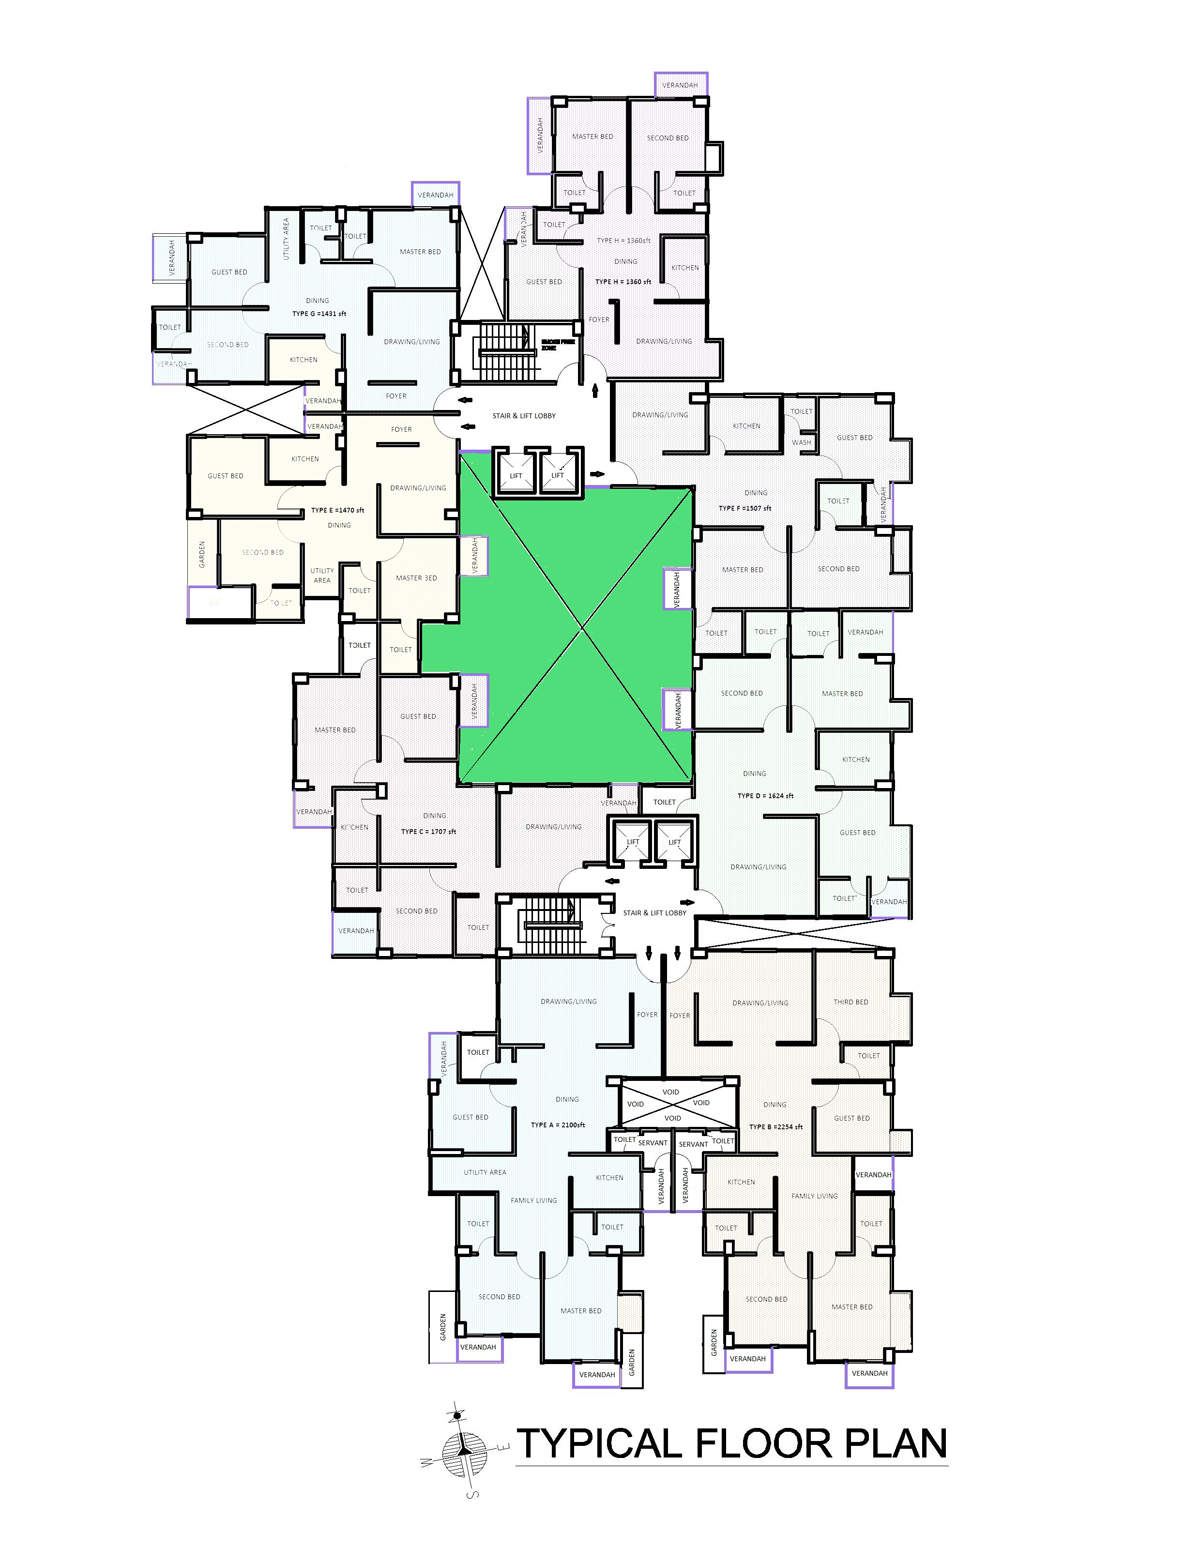 VERANDAH
VERANDAH
MASTER BED
SECOND BED
TOILET
TOILET
VERANDAH
TOILET
TYPE H = 1360sft
DINING
TYPE H = 1360 sft
KITCHEN
GUEST BED
FOYER
DRAWING/LIVING
VERANDAH
VERANDAH
UTILITY AREA
TOILET
TOILET
MASTER BED
GUEST BED
DINING
TYPE G =1431 sft
TOILET
SECOND BED
VERANDAH
KITCHEN
DRAWING/LIVING
FOYER
VERANDAH
SMOKE FREE
ZONE
STAIR & LIFT LOBBY
LIFT
LIFT
VERANDAH
FOYER
KITCHEN
GUEST BED
DRAWING/LIVING
TYPE E =1470 sft
DINING
GARDEN
SECOND BED
UTILITY
AREA
TOILET
TOILET
MASTER BED
VERANDAH
TOILET
TOILET
DRAWING/LIVING
KITCHEN
TOILET
WASH
GUEST BED
DINING
TYPE F =1507 sft
TOILET
VERANDAH
MASTER BED
SECOND BED
VERANDAH
TOILET
TOILET
TOILET
VERANDAH
SECOND BED
MASTER BED
VERANDAH
DINING
TYPE D = 1624 sft
KITCHEN
GUEST BED
DRAWING/LIVING
TOILET
VERANDAH
TOILET
VERANDAH
GUEST BED
MASTER BED
VERANDAH
KITCHEN
DINING
TYPE C = 1707 sft
DRAWING/LIVING
VERANDAH
TOILET
SECOND BED
VERANDAH
TOILET
LIFT
LIFT
STAIR & LIFT LOBBY
DRAWING/LIVING
FOYER
FOYER
DRAWING/LIVING
THIRD BED
VERANDAH
TOILET
TOILET
GUEST BED
DINING
TYPE A = 2100sft
VOID
VOID
VOID
VOID
DINING
TYPE B =2254 sft
GUEST BED
TOILET
SERVANT
SERVANT
TOILET
UTILITY AREA
KITCHEN
VERANDAH
VERANDAH
KITCHEN
VERANDAH
FAMILY LIVING
FAMILY LIVING
TOILET
TOILET
TOILET
TOILET
SECOND BED
MASTER BED
SECOND BED
MASTER BED
GARDEN
VERANDAH
GARDEN
VERANDAH
GARDEN
VERANDAH
VERANDAH
N
E
W
S
TYPICAL FLOOR PLAN